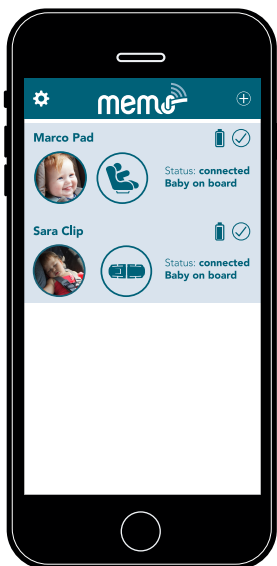 memo
Marco Pad
Status: connected
Baby on board
Sara Clip
Status: connected
Baby on board